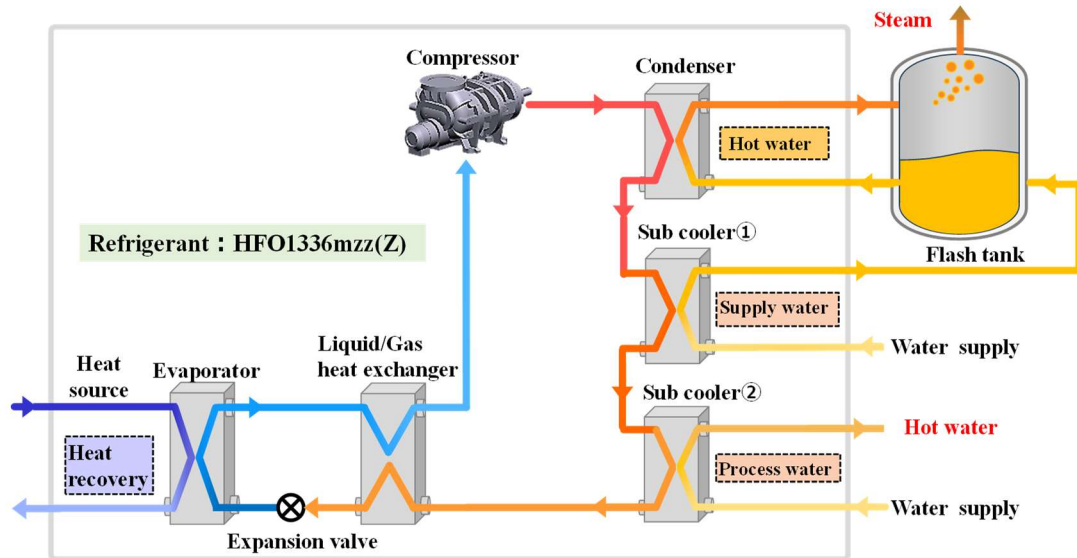 Steam
Compressor
Condenser
Hot water
Refrigerant : HFO1336mzz(Z)
Sub cooler①
Flash tank
Supply water
Liquid/Gas
heat exchanger
Water supply
Heat
source
Evaporator
Sub cooler②
Hot water
Heat
recovery
Process water
Water supply
Expansion valve